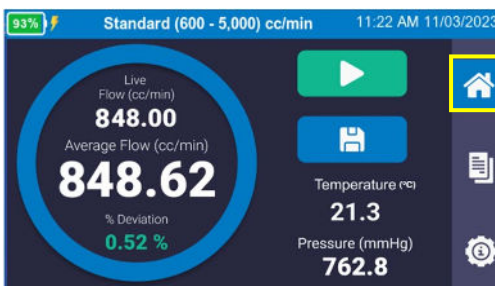 93%
Standard (600 - 5,000) cc/min
11:22 AM 11/03/2023
Live
Flow (cc/min)
848.00
Average Flow (cc/min)
848.62
% Deviation
0.52 %
Temperature (ºC)
21.3
Pressure (mmHg)
762.8